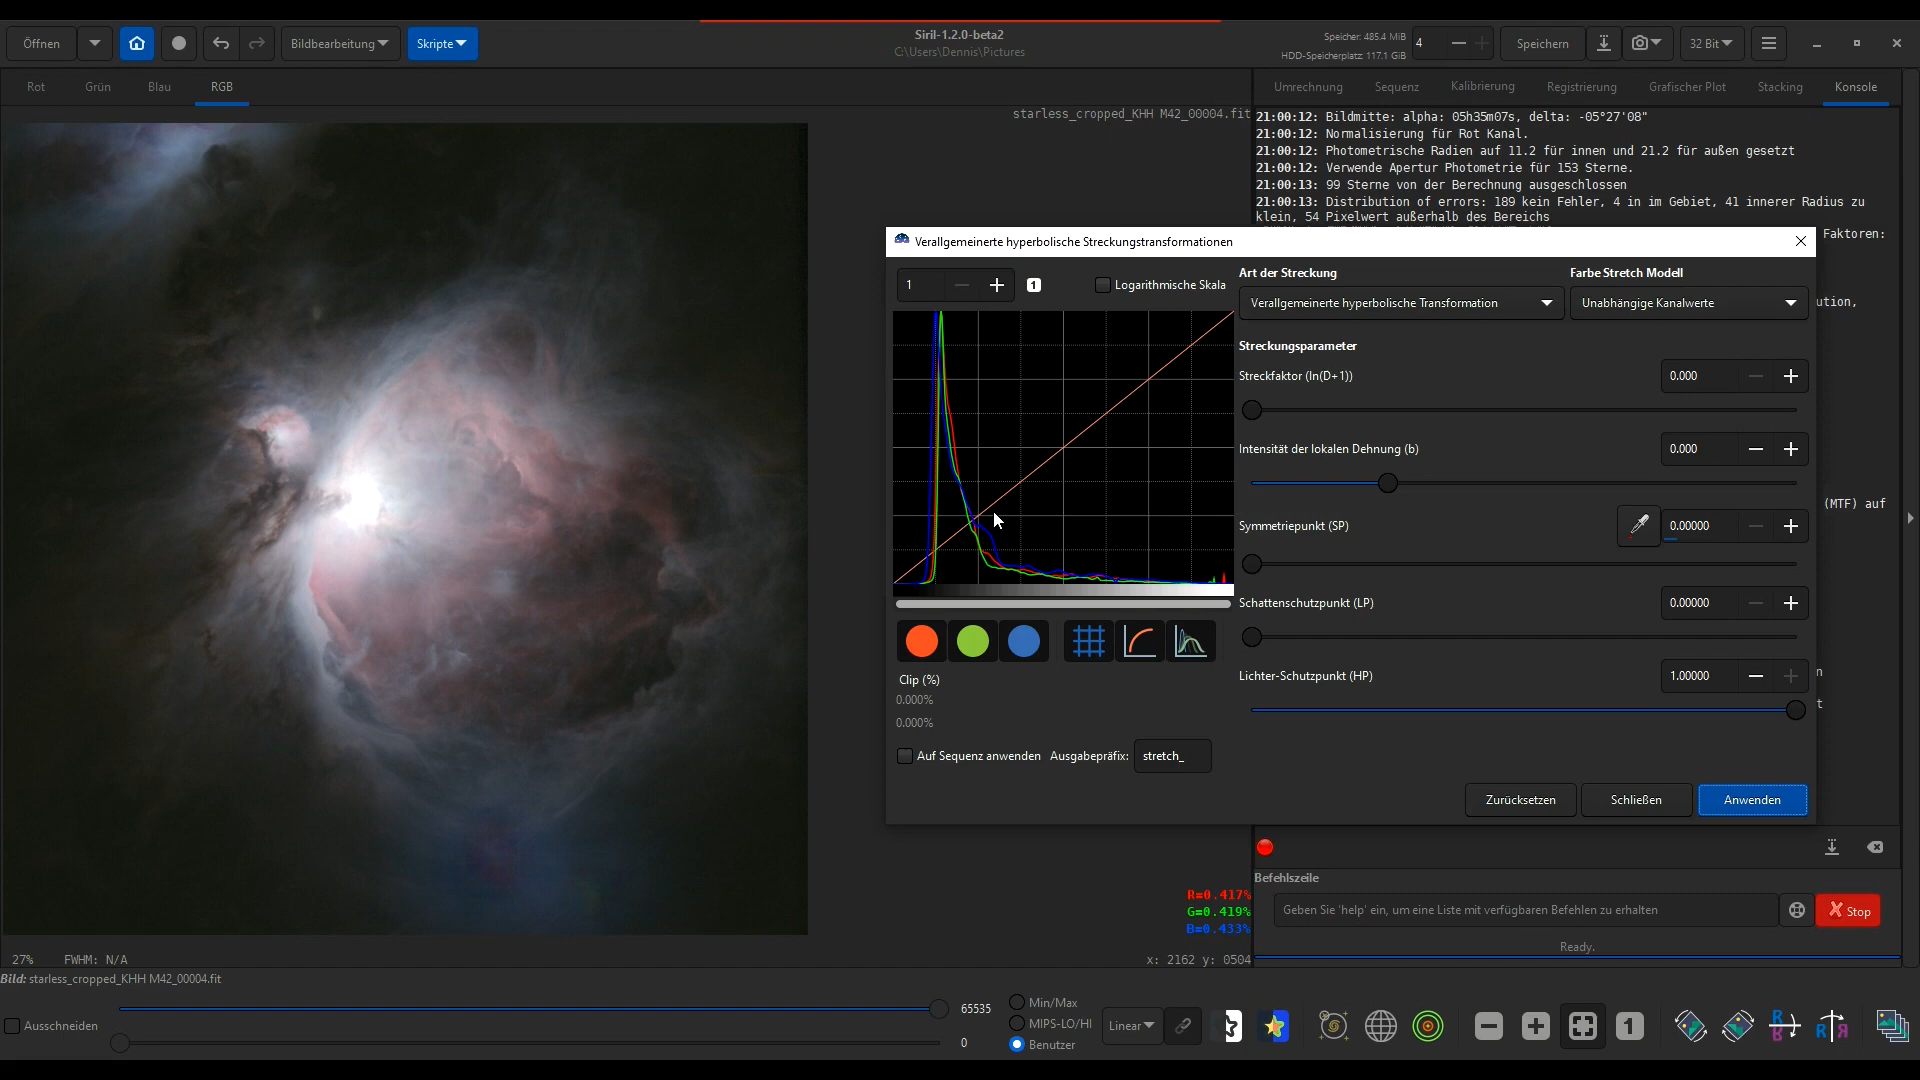 Öffnen
Bildbearbeitung
Skripte
Siril-1.2.0-beta2
C:\Users\Dennis\Pictures
Speicher: 485.4 MiB
HDD-Speicherplatz: 117.1 GiB
4
Speichern
32 Bit
Rot
Grün
Blau
RGB
Umrechnung
Sequenz
Kalibrierung
Registrierung
Grafischer Plot
Stacking
Konsole
starless_cropped_KHH M42_00004.fit
21:00:12: Bildmitte: alpha: 05h35m07s, delta: -05°27'08"
21:00:12: Normalisierung für Rot Kanal.
21:00:12: Photometrische Radien auf 11.2 für innen und 21.2 für außen gesetzt
21:00:12: Verwende Apertur Photometrie für 153 Sterne.
21:00:13: 99 Sterne von der Berechnung ausgeschlossen
21:00:13: Distribution of errors: 189 kein Fehler, 4 in im Gebiet, 41 innerer Radius zu
klein, 54 Pixelwert außerhalb des Bereichs
Faktoren:
ution,
(MTF) auf
n
t
Verallgemeinerte hyperbolische Streckungstransformationen
1
1
Logarithmische Skala
Art der Streckung
Farbe Stretch Modell
Verallgemeinerte hyperbolische Transformation
Unabhängige Kanalwerte
Streckungsparameter
Streckfaktor (ln(D+1))
0.000
Intensität der lokalen Dehnung (b)
0.000
Symmetriepunkt (SP)
0.00000
Schattenschutzpunkt (LP)
0.00000
Lichter-Schutzpunkt (HP)
1.00000
Clip (%)
0.000%
0.000%
Auf Sequenz anwenden
Ausgabepräfix:
stretch_
Zurücksetzen
Schließen
Anwenden
R=0.417%
G=0.419%
B=0.433%
Befehlszeile
Geben Sie 'help' ein, um eine Liste mit verfügbaren Befehlen zu erhalten
Stop
Ready.
27%
FWHM: N/A
x: 2162 y: 0504
Bild: starless_cropped_KHH M42_00004.fit
Ausschneiden
65535
0
Min/Max
MIPS-LO/HI
Benutzer
Linear
1
R
R
R
R